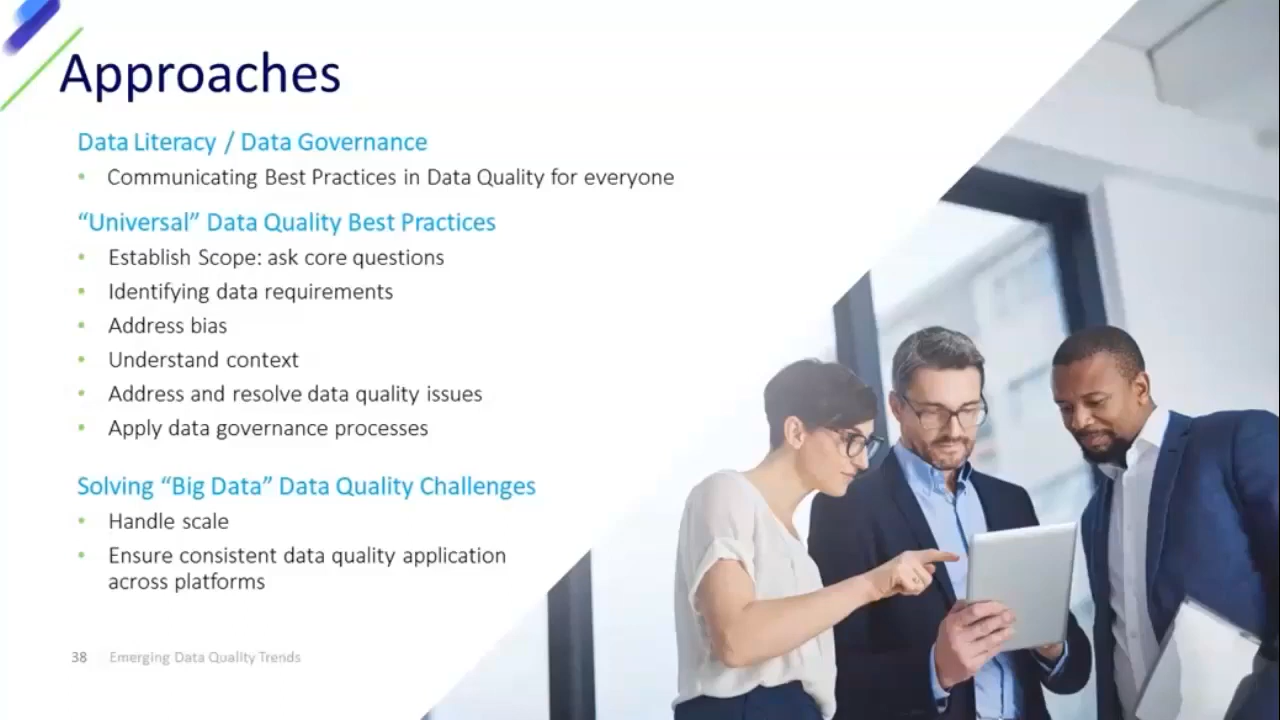 Approaches
Data Literacy / Data Governance
• Communicating Best Practices in Data Quality for everyone
“Universal” Data Quality Best Practices
• Establish Scope: ask core questions
• Identifying data requirements
• Address bias
• Understand context
• Address and resolve data quality issues
• Apply data governance processes
Solving “Big Data” Data Quality Challenges
• Handle scale
• Ensure consistent data quality application
across platforms
38 Emerging Data Quality Trends